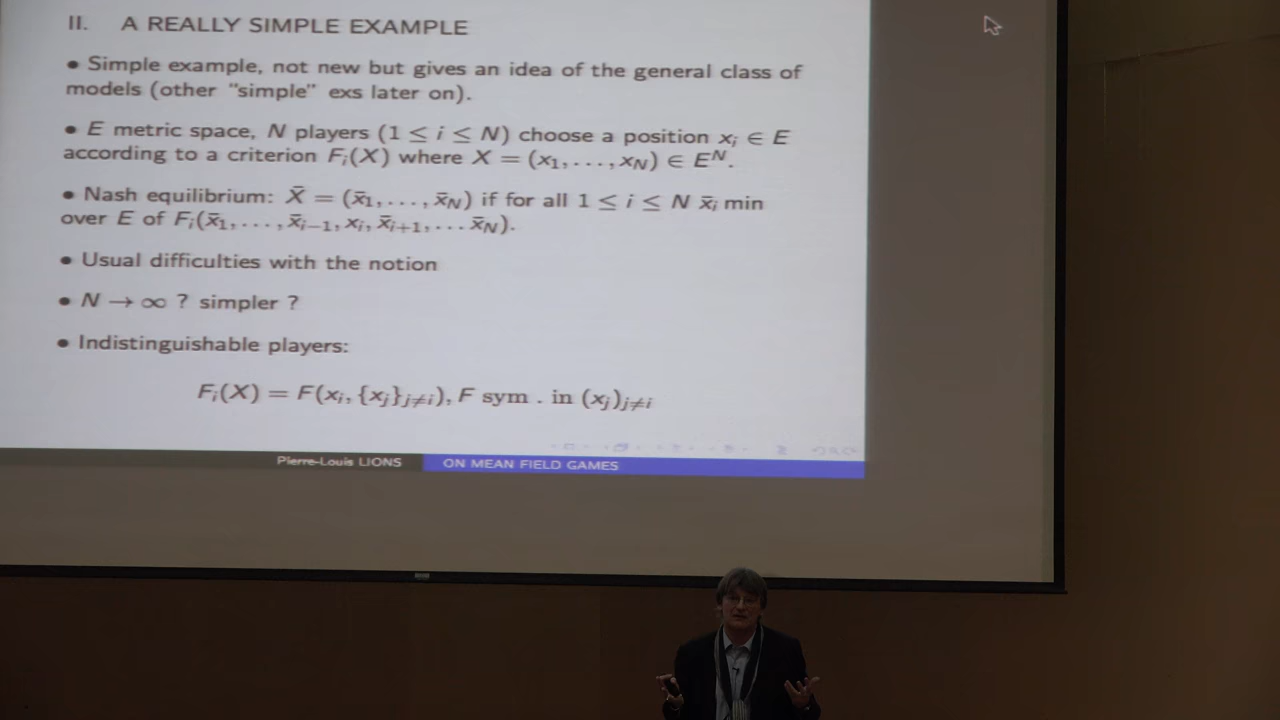 II. A REALLY SIMPLE EXAMPLE
• Simple example, not new but gives an idea of the general class of
models (other "simple" exs later on).
• E metric space, N players (1 ≤ i ≤ N) choose a position xᵢ ∈ E
according to a criterion Fᵢ(X) where X = (x₁, . . . , x_N) ∈ Eᴺ.
• Nash equilibrium: X̄ = (x̄₁, . . . , x̄_N) if for all 1 ≤ i ≤ N x̄ᵢ min
over E of Fᵢ(x̄₁, . . . , x̄ᵢ₋₁, xᵢ, x̄ᵢ₊₁, . . . x̄_N).
• Usual difficulties with the notion
• N → ∞ ? simpler ?
• Indistinguishable players:
Fᵢ(X) = F(xᵢ, {xⱼ}ⱼ≠ᵢ), F sym . in (xⱼ)ⱼ≠ᵢ
Pierre-Louis LIONS ON MEAN FIELD GAMES